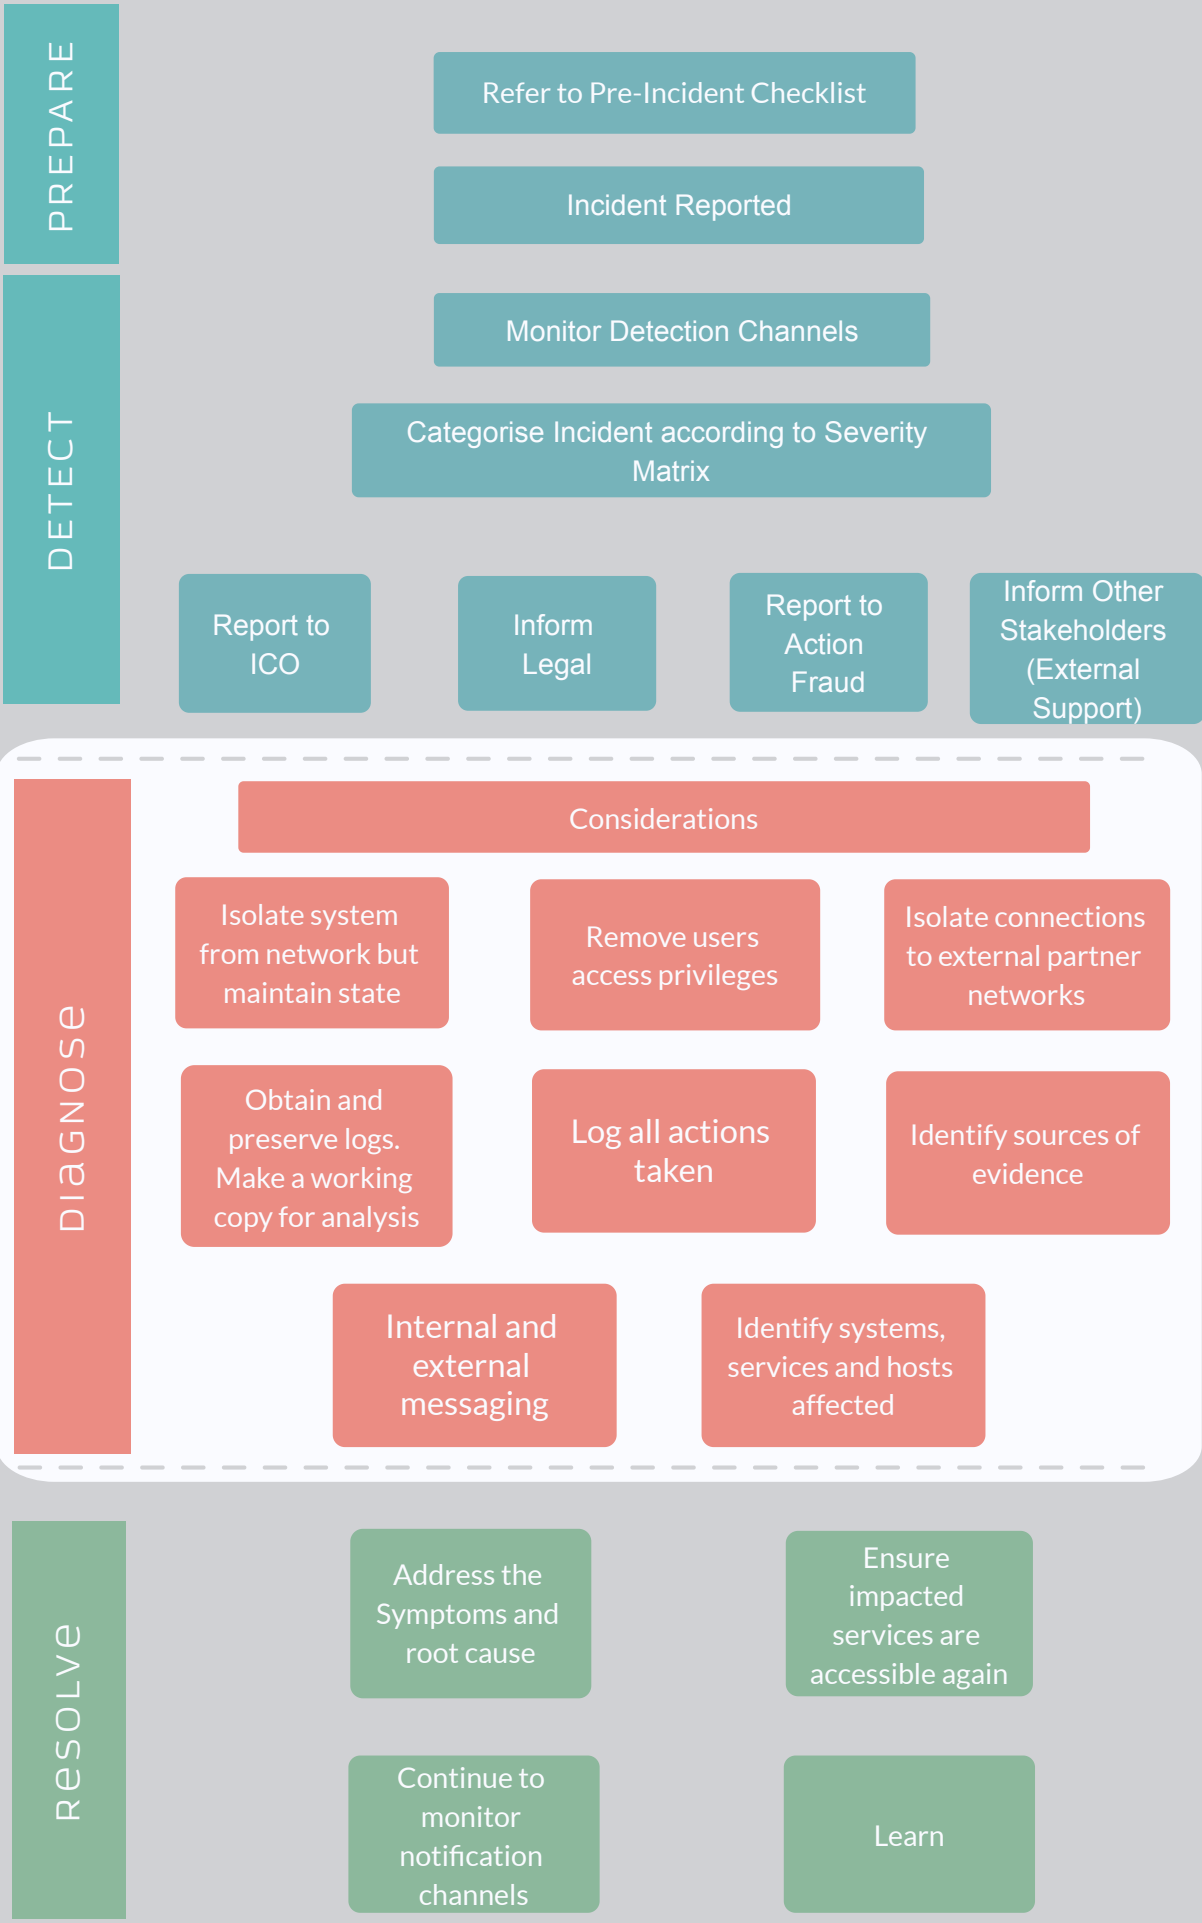 PREPARE
Refer to Pre-Incident Checklist
Incident Reported
DETECT
Monitor Detection Channels
Categorise Incident according to Severity
Matrix
Report to
ICO
Inform
Legal
Report to
Action
Fraud
Inform Other
Stakeholders
(External
Support)
DIAGNOSE
Considerations
Isolate system
from network but
maintain state
Remove users
access privileges
Isolate connections
to external partner
networks
Obtain and
preserve logs.
Make a working
copy for analysis
Log all actions
taken
Identify sources of
evidence
Internal and
external
messaging
Identify systems,
services and hosts
affected
RESOLVE
Address the
Symptoms and
root cause
Ensure
impacted
services are
accessible again
Continue to
monitor
notification
channels
Learn